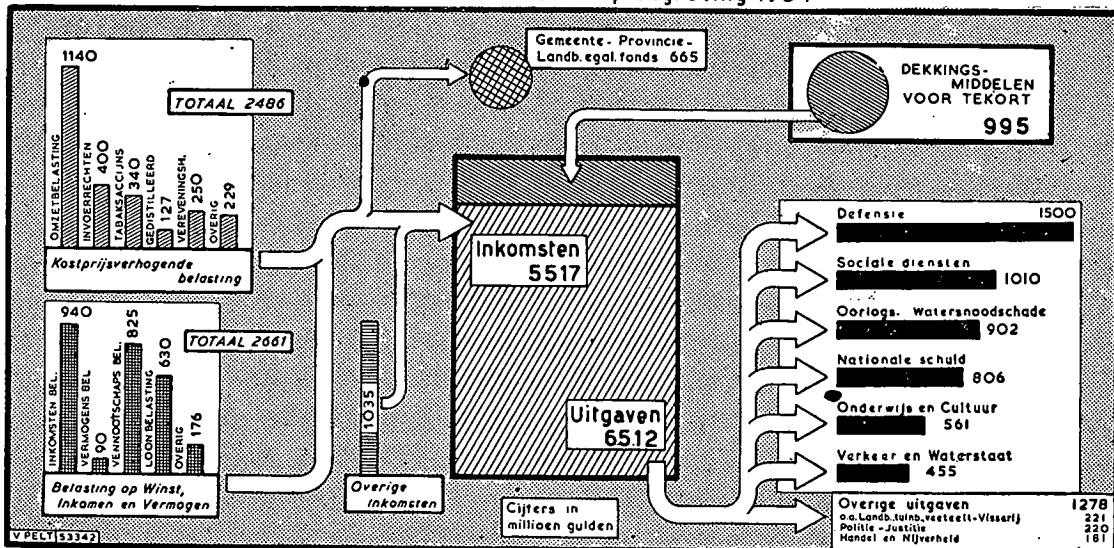 1140
TOTAAL 2486
OMZETBELASTING
INVOERRECHTEN
400
TABAKSACCIJNS
340
GEDISTILLEERD
127
VEREVENINGSH.
250
OVERIG
229
Kostprijsverhogende
belasting
940
TOTAAL 2661
INKOMSTEN BEL.
VERMOGENS BEL
90
VENNOOTSCHAPS BEL.
825
LOON BELASTING
630
OVERIG
176
Belasting op Winst,
Inkomen en Vermogen
V PELT 53342
Gemeente - Provincie -
Landb. egal. fonds 665
DEKKINGS-
MIDDELEN
VOOR TEKORT
995
Inkomsten
5517
1035
Overige
Inkomsten
Uitgaven
6512
Cijfers in
millioen gulden
Defensie 1500
Sociale diensten
1010
Oorlogs. Watersnoodschade
902
Nationale schuld
806
Onderwijs en Cultuur
561
Verkeer en Waterstaat
455
Overige uitgaven 1278
o.a. Landb., tuinb., veeteelt-Visserij 221
Politie - Justitie 220
Handel en Nijverheid 181